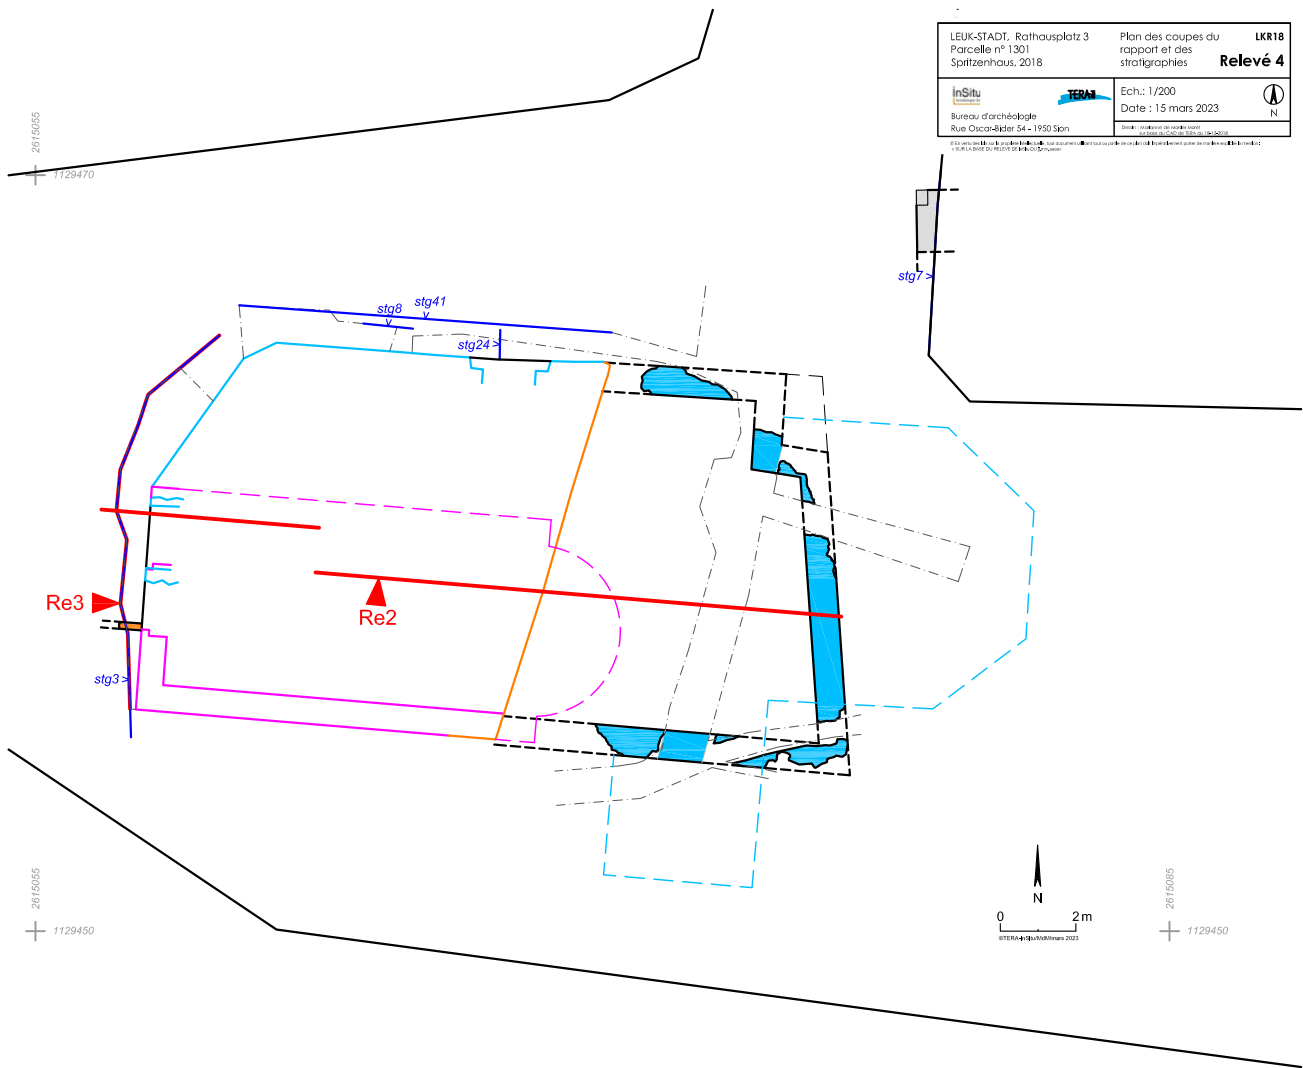 LEUK-STADT, Rathausplatz 3
Parcelle n° 1301
Spritzenhaus, 2018
Plan des coupes du
rapport et des
stratigraphies
LKR18
Relevé 4
InSitu
TERA
Bureau d'archéologie
Rue Oscar-Bider 54 - 1950 Sion
Ech.: 1/200
Date : 15 mars 2023
N
2615055
1129470
stg7 >
stg8
stg41
stg24 >
Re3
Re2
stg3 >
2615055
1129450
N
0 2 m
2615085
1129450